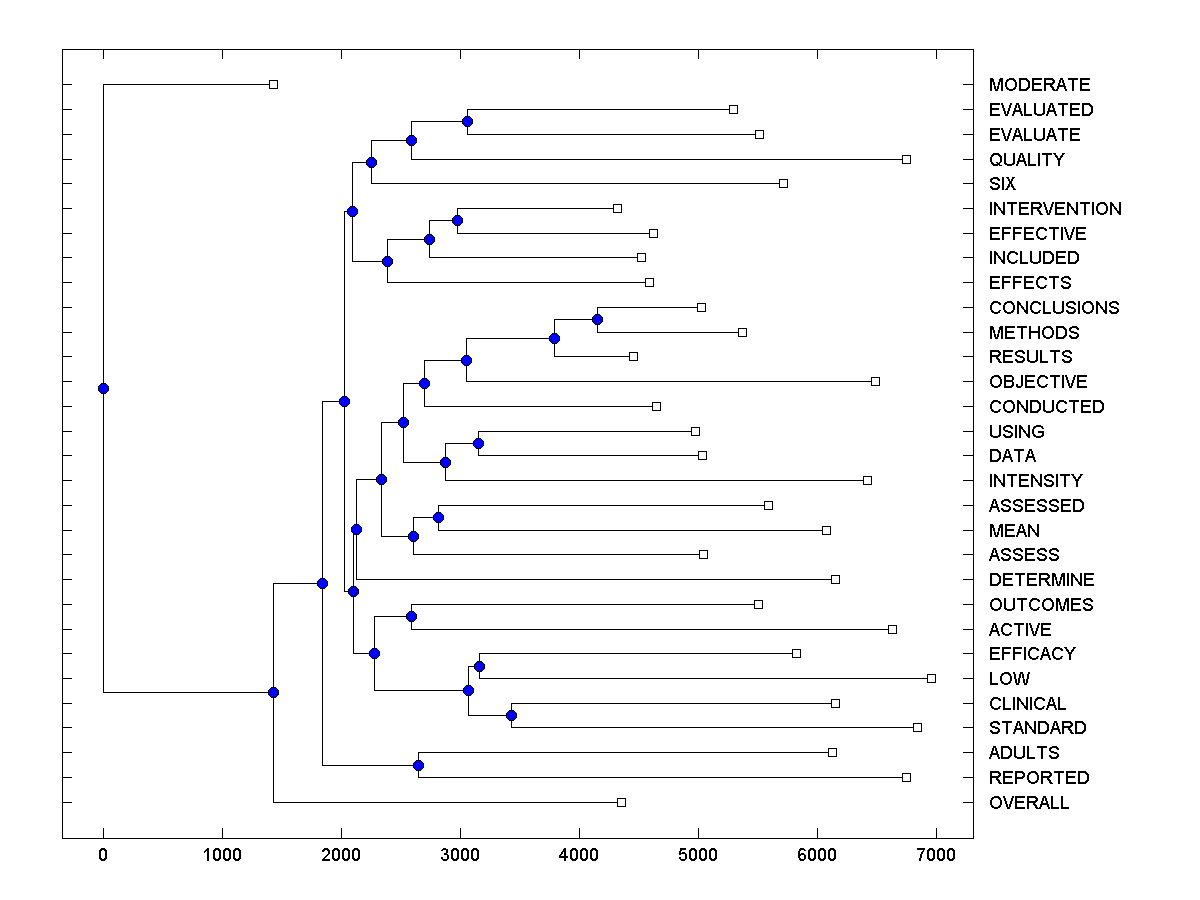 MODERATE
EVALUATED
EVALUATE
QUALITY
SIX
INTERVENTION
EFFECTIVE
INCLUDED
EFFECTS
CONCLUSIONS
METHODS
RESULTS
OBJECTIVE
CONDUCTED
USING
DATA
INTENSITY
ASSESSED
MEAN
ASSESS
DETERMINE
OUTCOMES
ACTIVE
EFFICACY
LOW
CLINICAL
STANDARD
ADULTS
REPORTED
OVERALL
0 1000 2000 3000 4000 5000 6000 7000